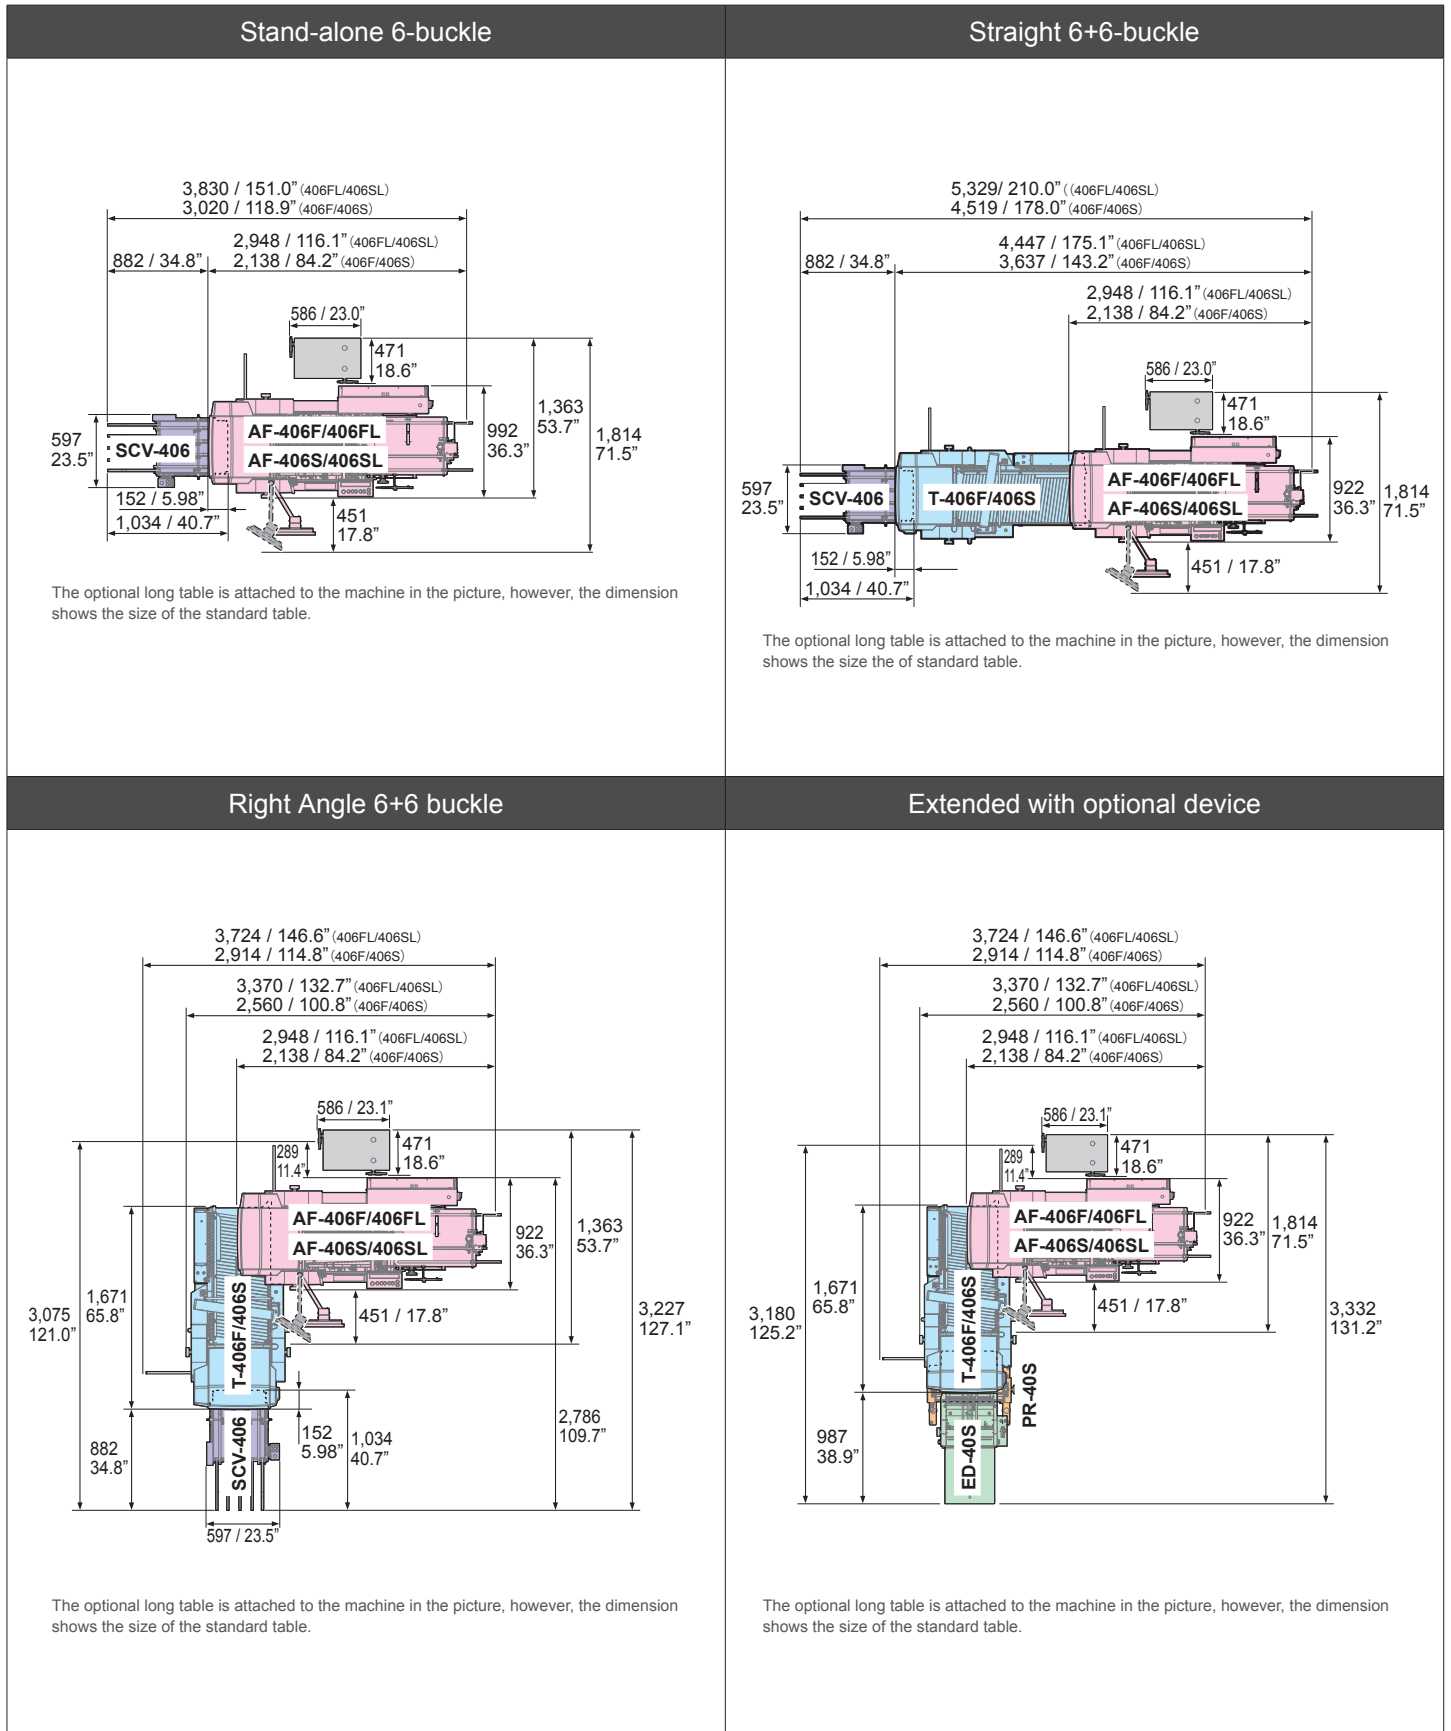 Stand-alone 6-buckle
3,830 / 151.0” (406FL/406SL)
3,020 / 118.9” (406F/406S)
2,948 / 116.1” (406FL/406SL)
882 / 34.8”
2,138 / 84.2” (406F/406S)
586 / 23.0”
471
18.6”
1,363
53.7”
597
23.5”
SCV-406
AF-406F/406FL
AF-406S/406SL
992
36.3”
1,814
71.5”
152 / 5.98”
1,034 / 40.7”
451
17.8”
The optional long table is attached to the machine in the picture, however, the dimension
shows the size of the standard table.
Straight 6+6-buckle
5,329/ 210.0” ((406FL/406SL)
4,519 / 178.0” (406F/406S)
4,447 / 175.1” (406FL/406SL)
882 / 34.8”
3,637 / 143.2” (406F/406S)
2,948 / 116.1” (406FL/406SL)
2,138 / 84.2” (406F/406S)
586 / 23.0”
471
18.6”
597
23.5”
SCV-406
T-406F/406S
AF-406F/406FL
AF-406S/406SL
922
36.3”
1,814
71.5”
152 / 5.98”
451 / 17.8”
1,034 / 40.7”
The optional long table is attached to the machine in the picture, however, the dimension
shows the size the of standard table.
Right Angle 6+6 buckle
3,724 / 146.6” (406FL/406SL)
2,914 / 114.8” (406F/406S)
3,370 / 132.7” (406FL/406SL)
2,560 / 100.8” (406F/406S)
2,948 / 116.1” (406FL/406SL)
2,138 / 84.2” (406F/406S)
586 / 23.1”
289
11.4”
471
18.6”
AF-406F/406FL
AF-406S/406SL
922
36.3”
1,363
53.7”
1,671
65.8”
3,075
121.0”
T-406F/406S
451 / 17.8”
3,227
127.1”
2,786
109.7”
882
34.8”
SCV-406
152
5.98”
1,034
40.7”
597 / 23.5”
The optional long table is attached to the machine in the picture, however, the dimension
shows the size of the standard table.
Extended with optional device
3,724 / 146.6” (406FL/406SL)
2,914 / 114.8” (406F/406S)
3,370 / 132.7” (406FL/406SL)
2,560 / 100.8” (406F/406S)
2,948 / 116.1” (406FL/406SL)
2,138 / 84.2” (406F/406S)
586 / 23.1”
289
11.4”
471
18.6”
AF-406F/406FL
AF-406S/406SL
922
36.3”
1,814
71.5”
1,671
65.8”
3,180
125.2”
T-406F/406S
451 / 17.8”
3,332
131.2”
PR-40S
987
38.9”
ED-40S
The optional long table is attached to the machine in the picture, however, the dimension
shows the size of the standard table.